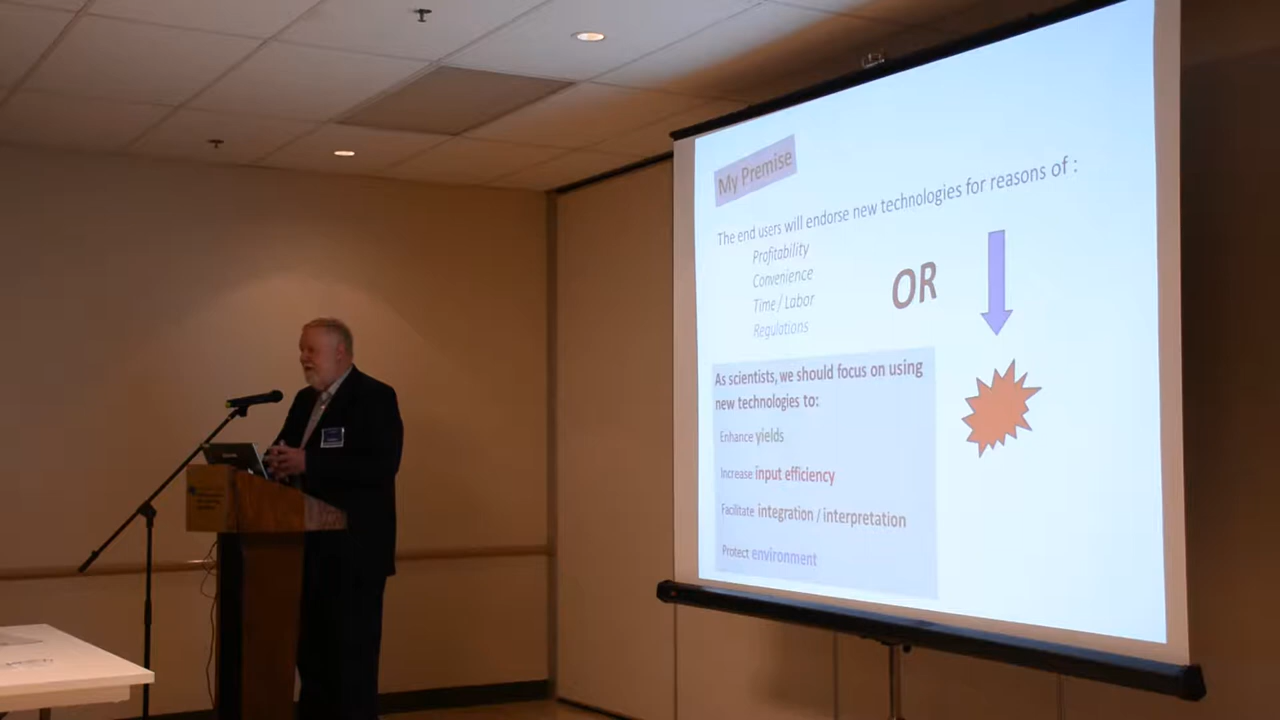 My Premise
The end users will endorse new technologies for reasons of :
Profitability
Convenience
Time / Labor
Regulations
OR
As scientists, we should focus on using
new technologies to:
Enhance yields
Increase input efficiency
Facilitate integration / interpretation
Protect environment